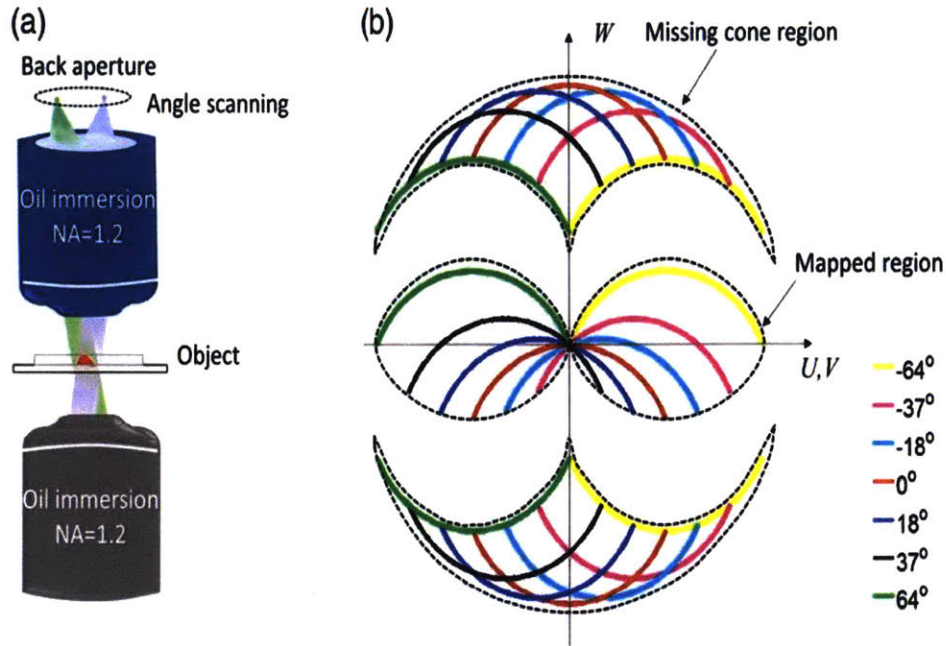 (a)
Back aperture
Angle scanning
Oil immersion
NA=1.2
Object
Oil immersion
NA=1.2
(b)
W
Missing cone region
Mapped region
U,V
-64°
-37°
-18°
0°
18°
37°
64°